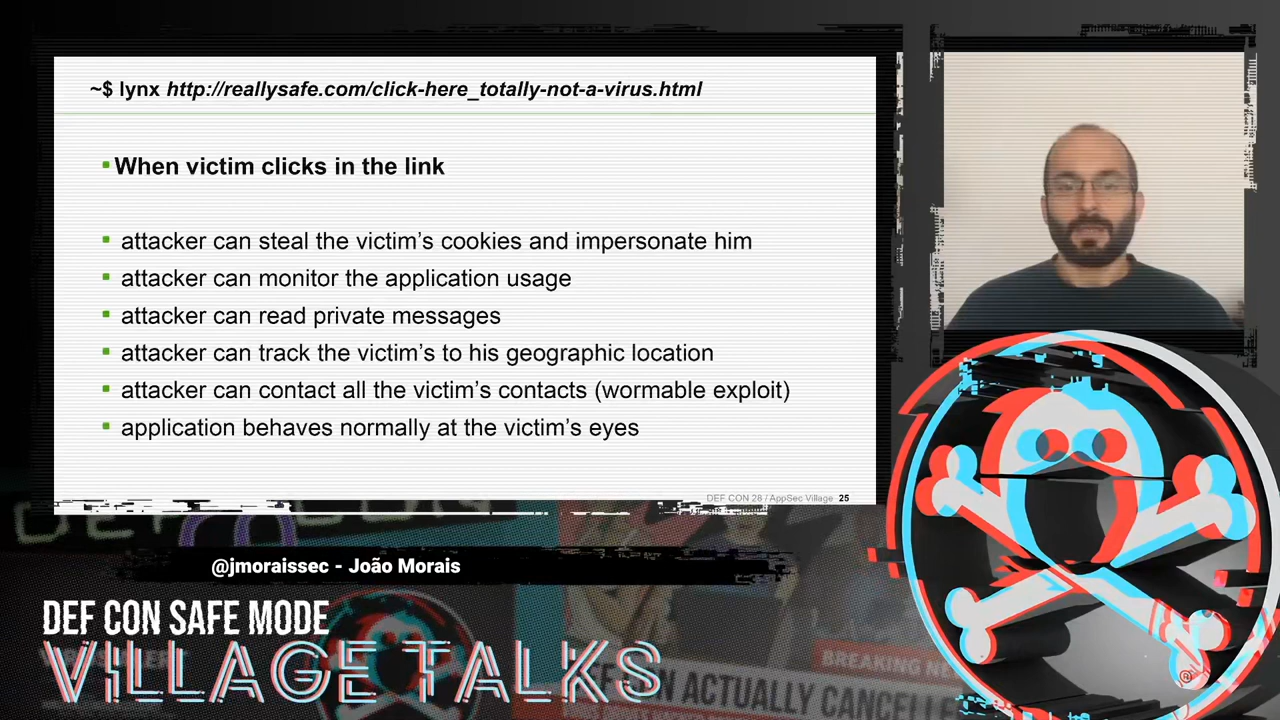 ~$ lynx http://reallysafe.com/click-here_totally-not-a-virus.html
When victim clicks in the link
attacker can steal the victim's cookies and impersonate him
attacker can monitor the application usage
attacker can read private messages
attacker can track the victim's to his geographic location
attacker can contact all the victim's contacts (wormable exploit)
application behaves normally at the victim's eyes
DEF CON 28 / AppSec Village 25
@jmoraissec - João Morais
DEF CON SAFE MODE
VILLAGE TALKS
DEF CON
BREAKING
CON ACTUALLY
®